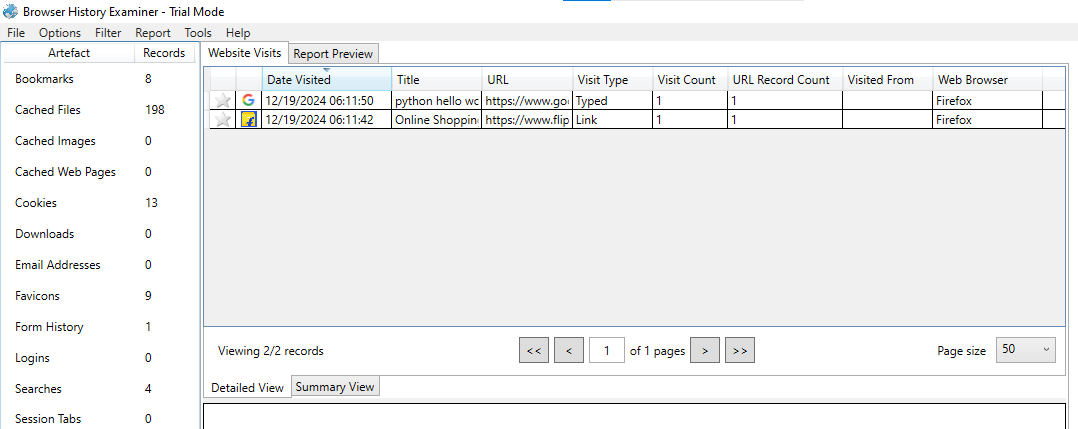 Browser History Examiner - Trial Mode
File Options Filter Report Tools Help
Artefact Records
Bookmarks 8
Cached Files 198
Cached Images 0
Cached Web Pages 0
Cookies 13
Downloads 0
Email Addresses 0
Favicons 9
Form History 1
Logins 0
Searches 4
Session Tabs 0
Website Visits Report Preview
Date Visited Title URL Visit Type Visit Count URL Record Count Visited From Web Browser
12/19/2024 06:11:50 python hello wo https://www.goo Typed 1 1 Firefox
12/19/2024 06:11:42 Online Shopping https://www.flip Link 1 1 Firefox
Viewing 2/2 records << < 1 of 1 pages > >> Page size 50
Detailed View Summary View